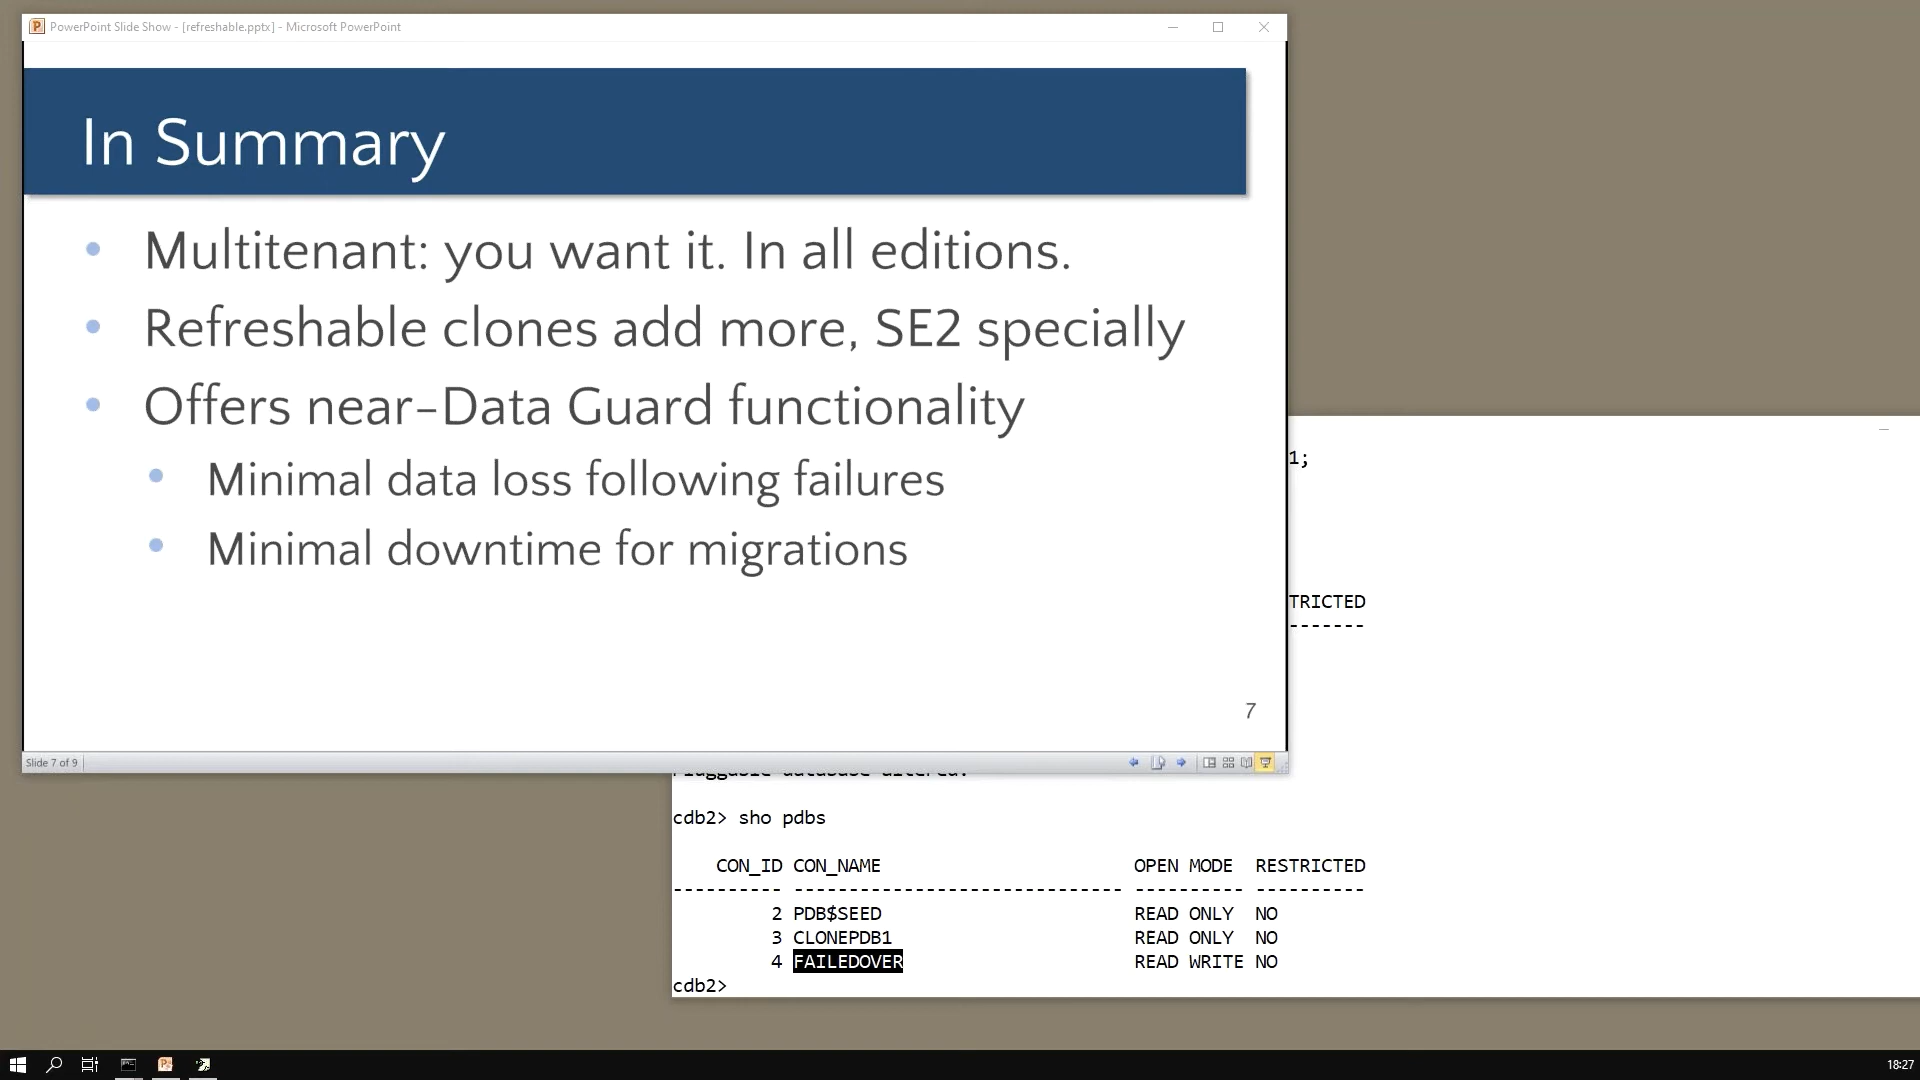 PowerPoint Slide Show - [refreshable.pptx] - Microsoft PowerPoint
In Summary
Multitenant: you want it. In all editions.
Refreshable clones add more, SE2 specially
Offers near-Data Guard functionality
Minimal data loss following failures
Minimal downtime for migrations
7
Slide 7 of 9
1;
TRICTED
-------
Pluggable database altered.
cdb2> sho pdbs
CON_ID CON_NAME OPEN MODE RESTRICTED
---------- ------------------------------ ---------- ----------
2 PDB$SEED READ ONLY NO
3 CLONEPDB1 READ ONLY NO
4 FAILEDOVER READ WRITE NO
cdb2>
18:27